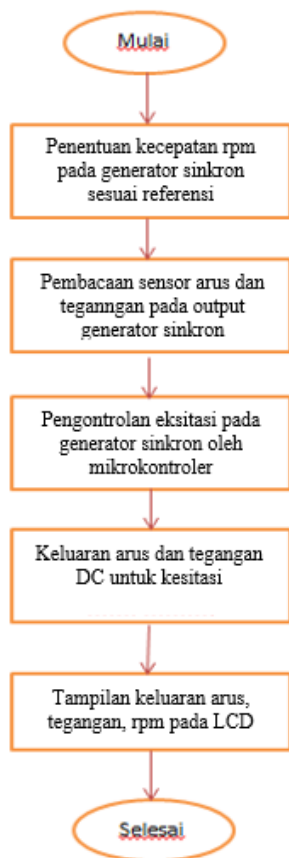 Mulai
Penentuan kecepatan rpm
pada generator sinkron
sesuai referensi
Pembacaan sensor arus dan
teganngan pada output
generator sinkron
Pengontrolan eksitasi pada
generator sinkron oleh
mikrokontroler
Keluaran arus dan tegangan
DC untuk kesitasi
Tampilan keluaran arus,
tegangan, rpm pada LCD
Selesai